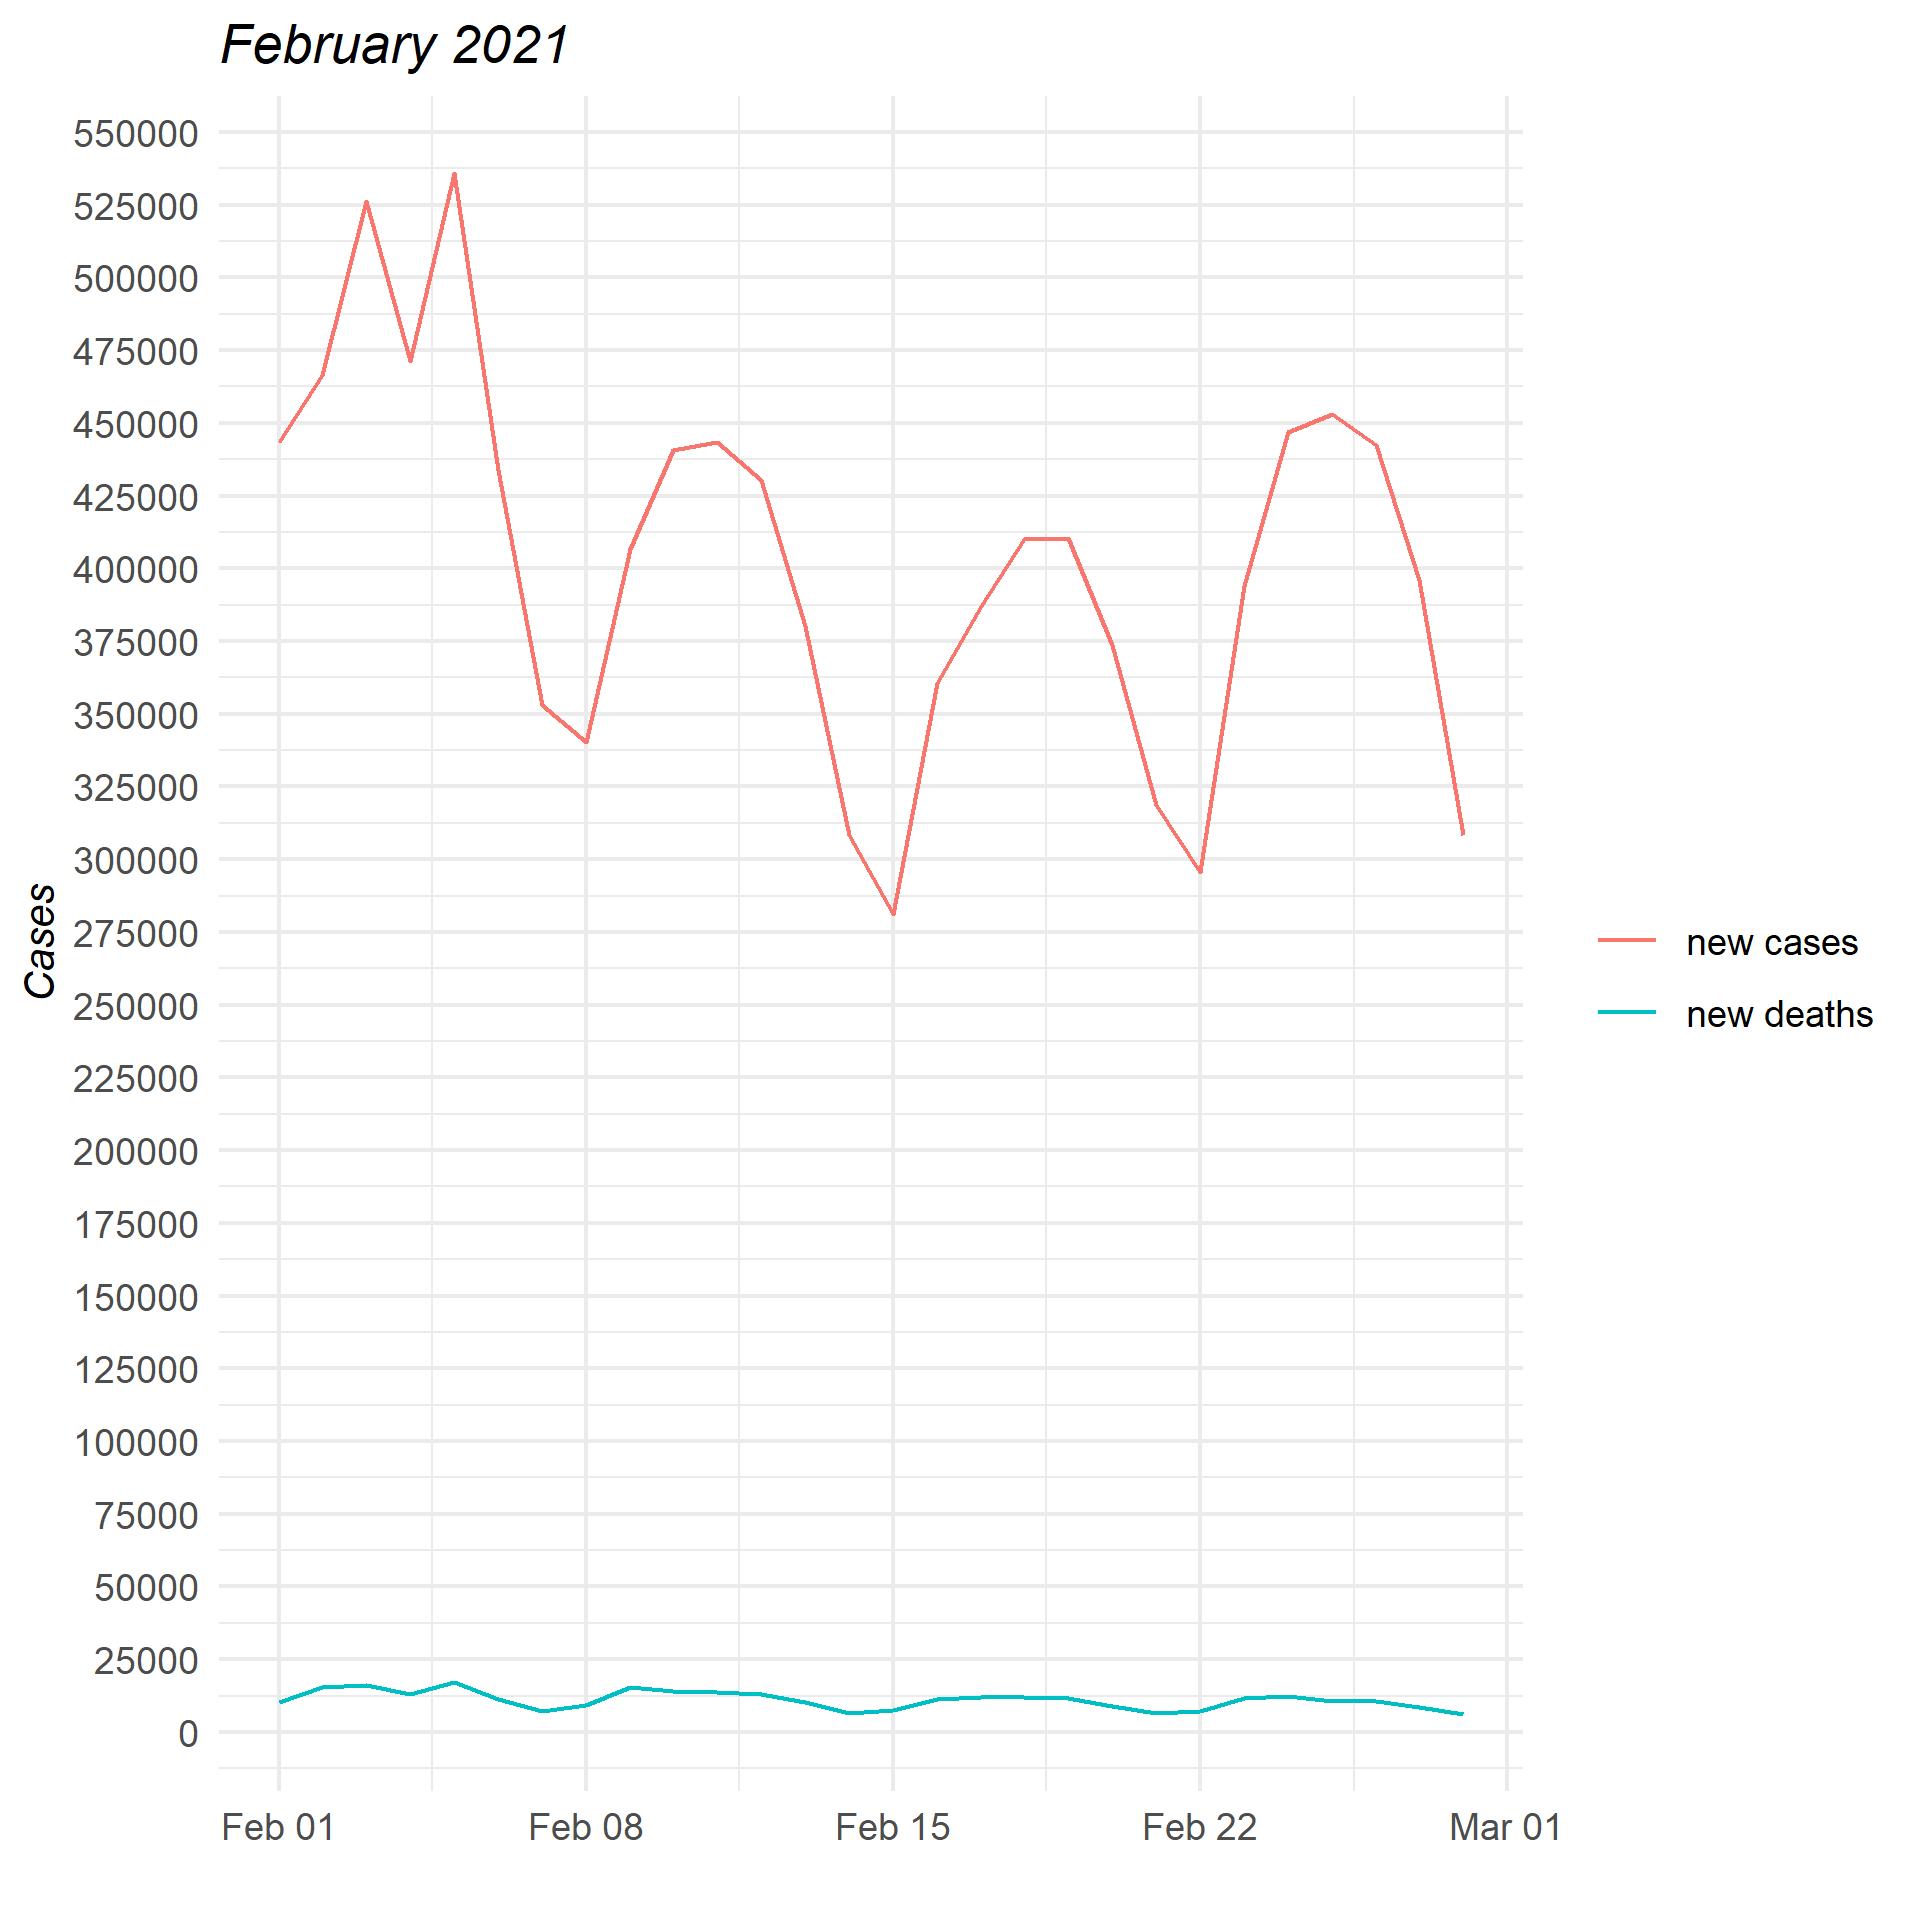 February 2021
Cases
550000
525000
500000
475000
450000
425000
400000
375000
350000
325000
300000
275000
250000
225000
200000
175000
150000
125000
100000
75000
50000
25000
0
Feb 01
Feb 08
Feb 15
Feb 22
Mar 01
new cases
new deaths